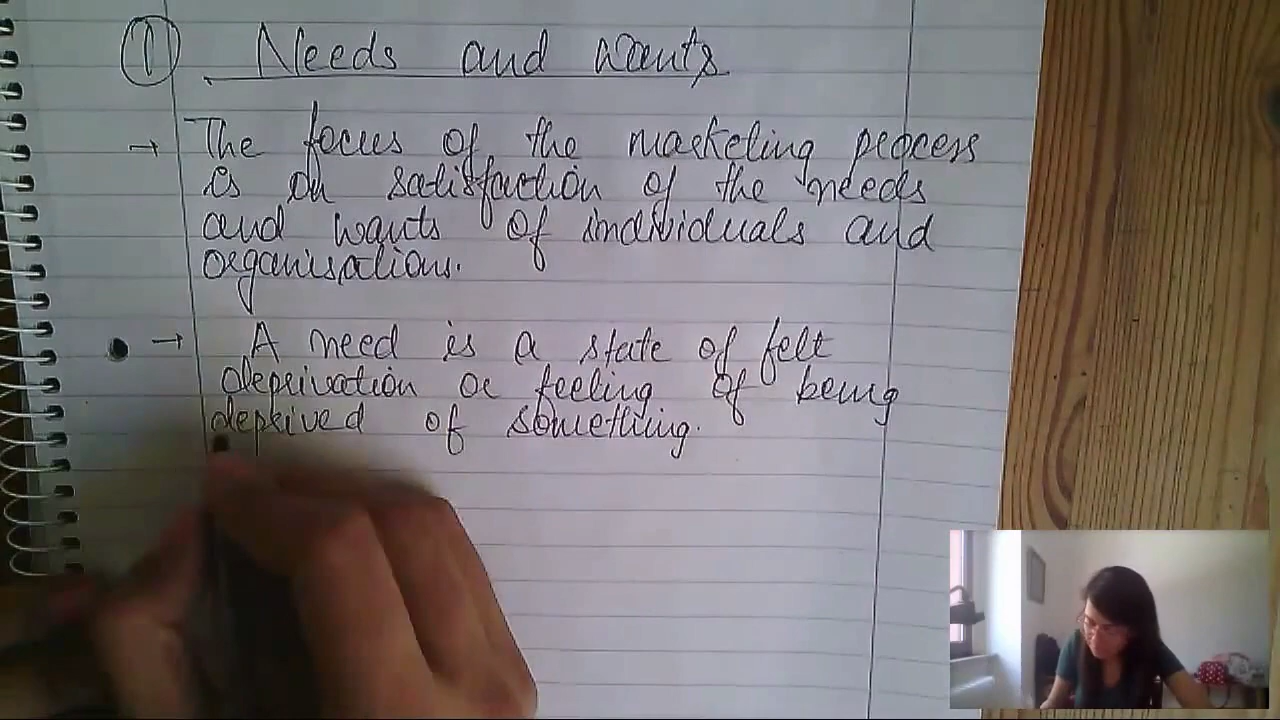 ① Needs and wants
→ The focus of the marketing process
is on satisfaction of the needs
and wants of individuals and
organisations.
• → A need is a state of felt
deprivation or feeling of being
deprived of something.